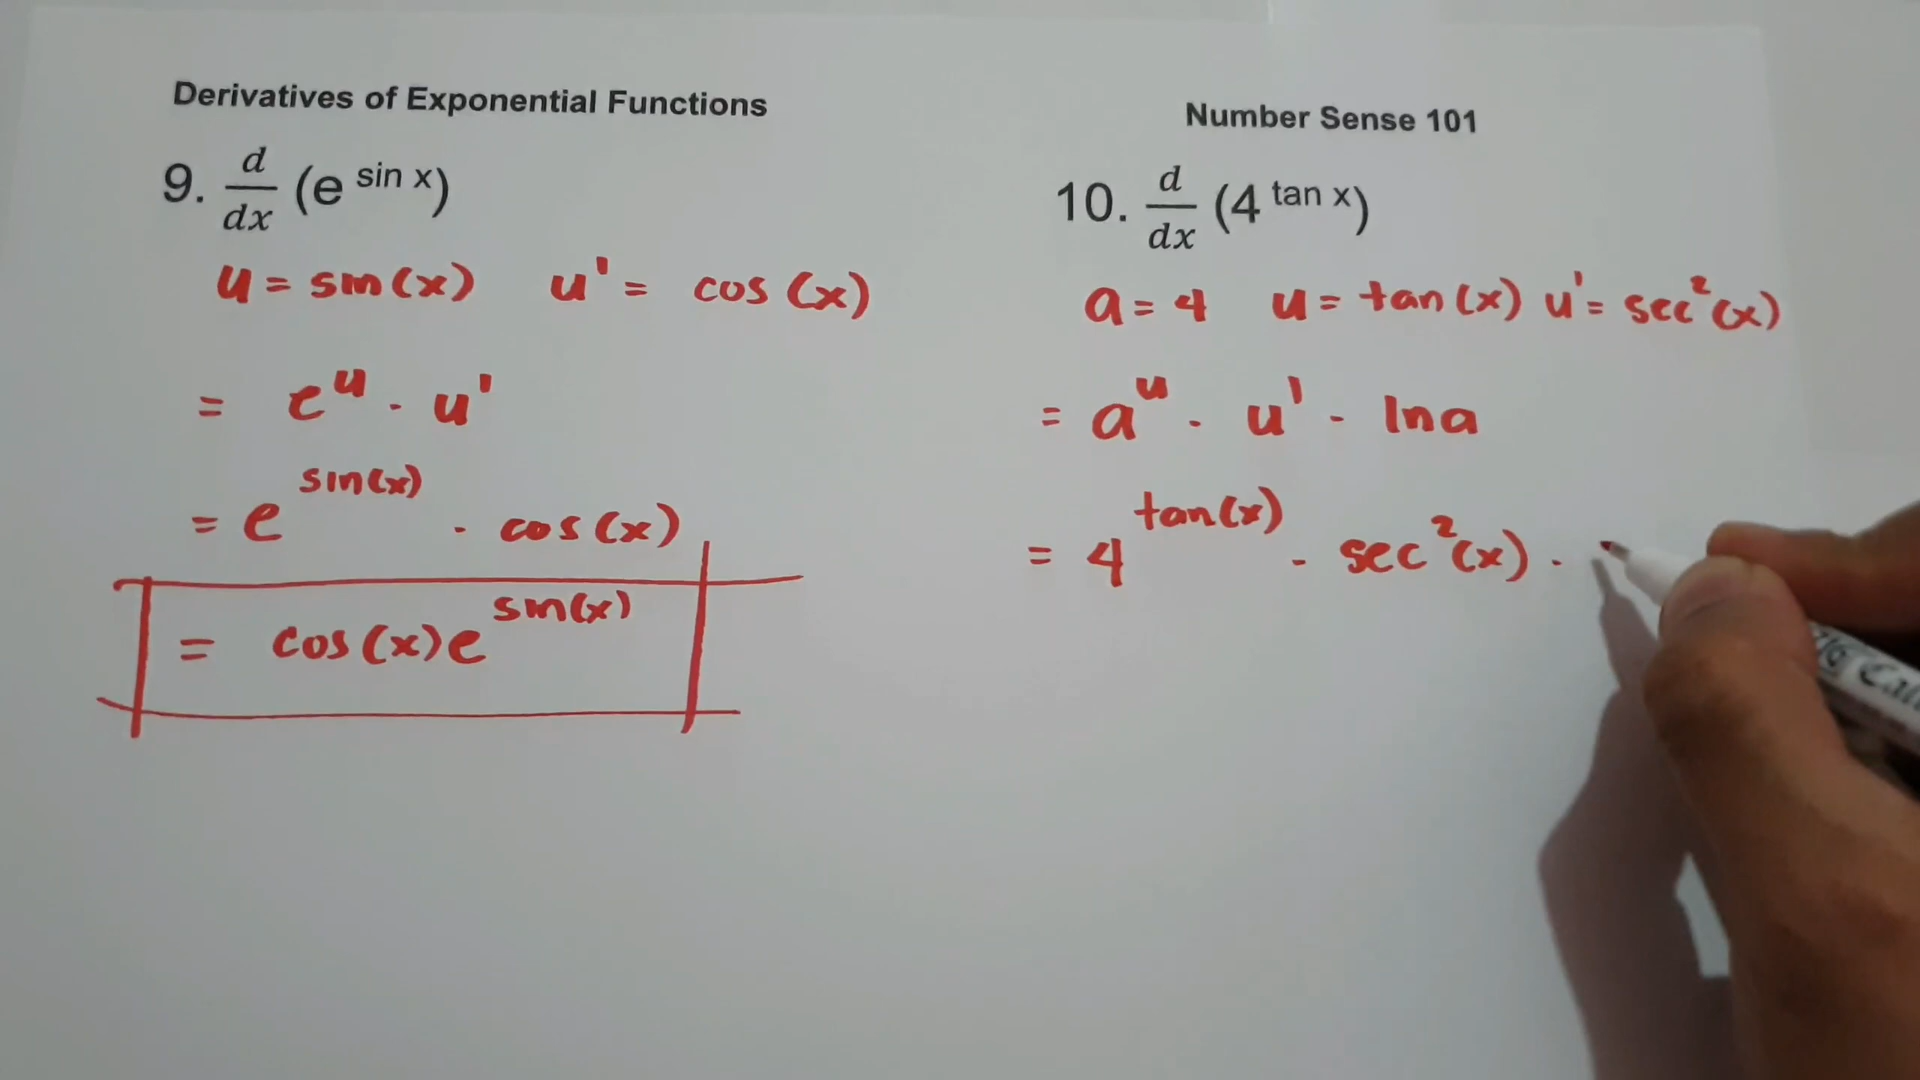 Derivatives of Exponential Functions
9. d/dx (e^sin x)
u = sin(x) u' = cos(x)
= e^u · u'
= e^sin(x) · cos(x)
= cos(x)e^sin(x)
Number Sense 101
10. d/dx (4^tan x)
a = 4 u = tan(x) u' = sec²(x)
= a^u · u' · ln a
= 4^tan(x) · sec²(x) ·